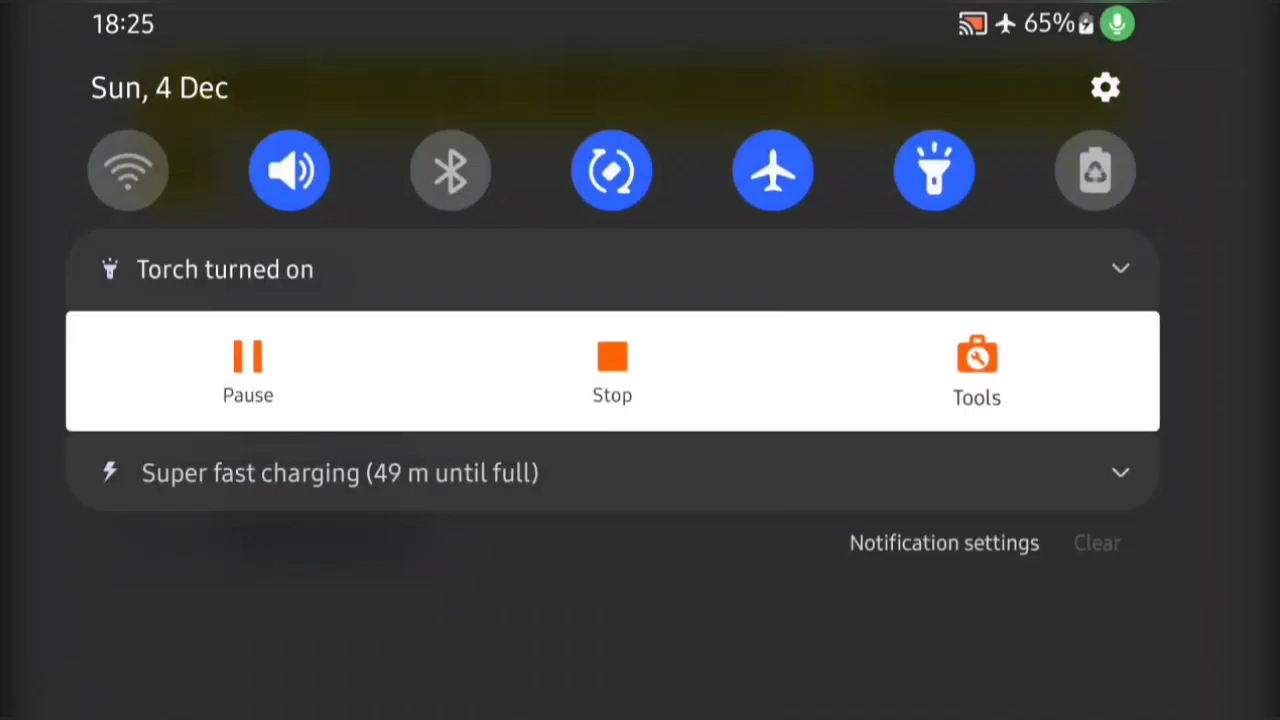 18:25 65%
Sun, 4 Dec
Torch turned on
Pause Stop Tools
Super fast charging (49 m until full)
Notification settings Clear